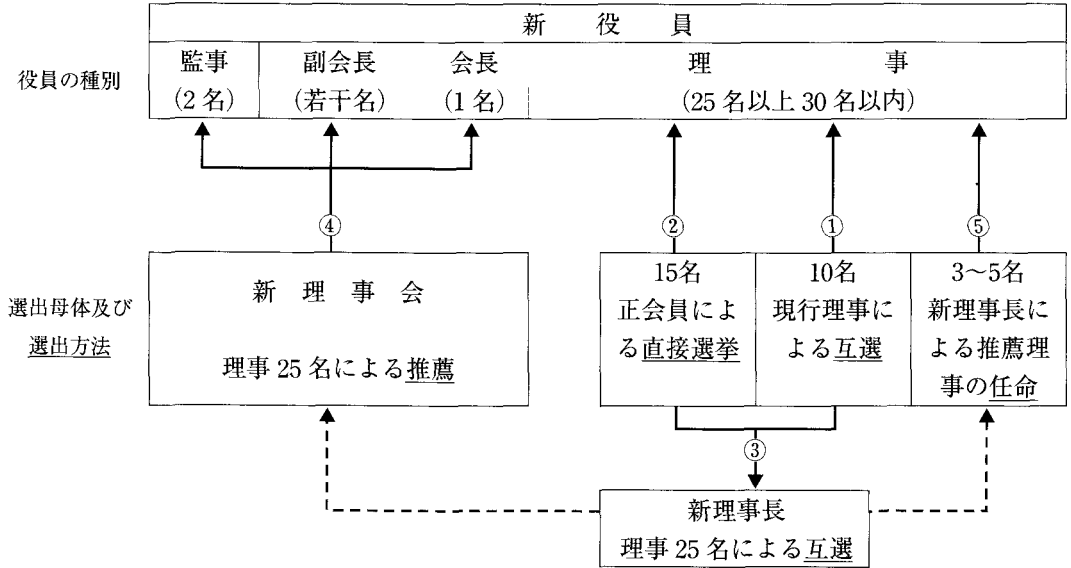 新役員
役員の種別
監事
(2名)
副会長
(若干名)
会長
(1名)
理事
(25名以上30名以内)
④
②
①
⑤
選出母体及び
選出方法
新理事会
理事25名による推薦
15名
正会員によ
る直接選挙
10名
現行理事に
よる互選
3〜5名
新理事長に
よる推薦理
事の任命
③
新理事長
理事25名による互選